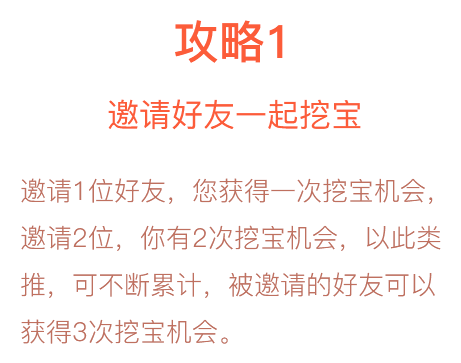 攻略1
邀请好友一起挖宝
邀请1位好友，您获得一次挖宝机会，
邀请2位，你有2次挖宝机会，以此类
推，可不断累计，被邀请的好友可以
获得3次挖宝机会。